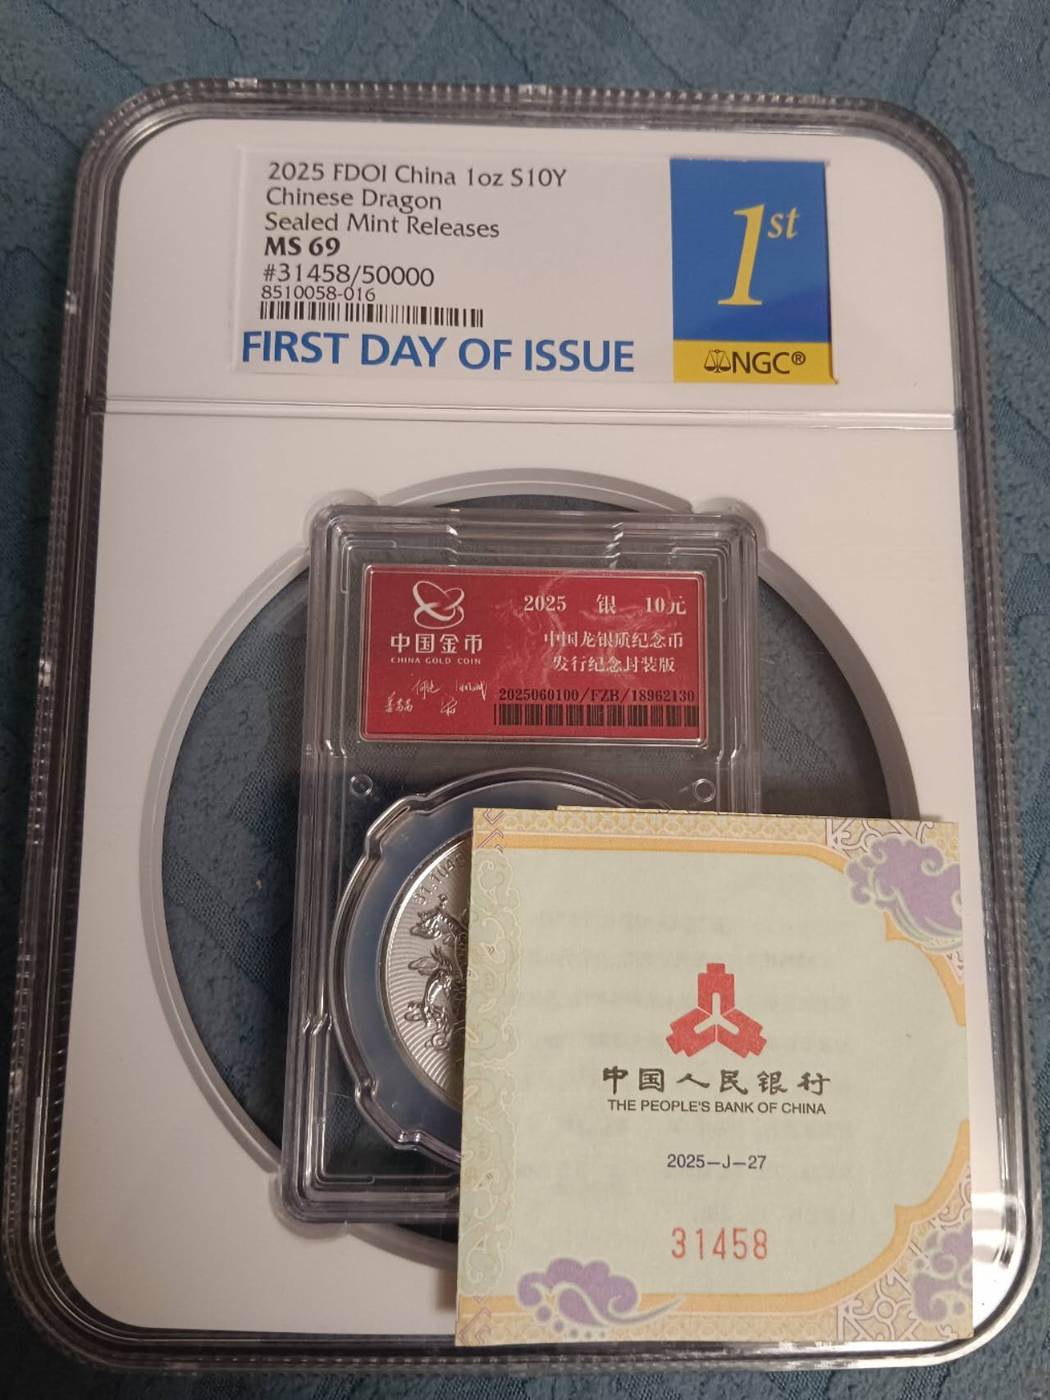 2025 FDOI China 1oz S10Y
Chinese Dragon
Sealed Mint Releases
MS 69
#31458/50000
8510058-016
FIRST DAY OF ISSUE
1st
NGC®
中国金币
CHINA GOLD COIN
2025 银 10元
中国龙银质纪念币
发行纪念封装版
2025060100/FZB/18962130
中国人民银行
THE PEOPLE'S BANK OF CHINA
2025-J-27
31458